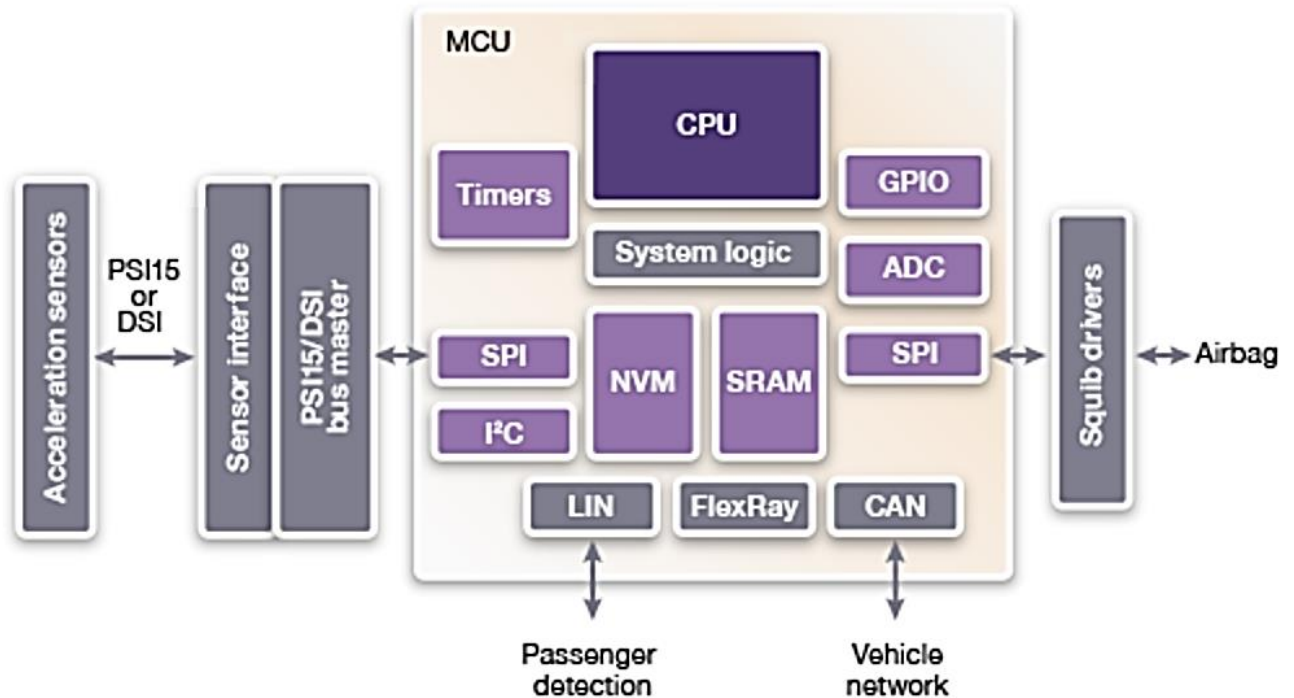 MCU
CPU
Timers
GPIO
System logic
ADC
Acceleration sensors
PSI15
or
DSI
Sensor interface
PSI15/DSI
bus master
SPI
NVM
SRAM
SPI
I²C
Squib drivers
Airbag
LIN
FlexRay
CAN
Passenger
detection
Vehicle
network